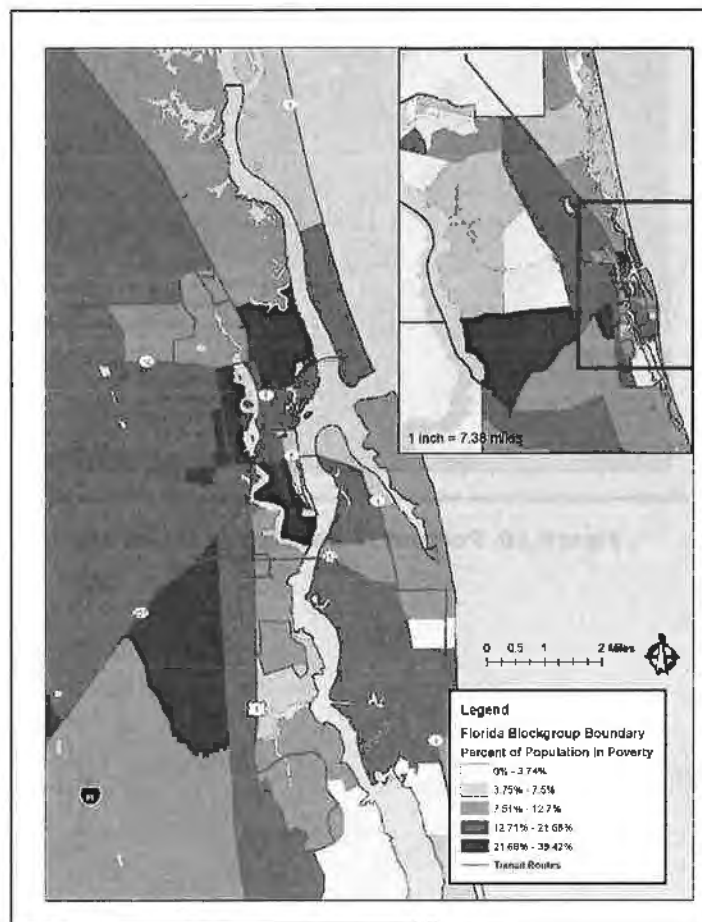 1 inch = 7.38 miles
0 0.5 1 2 Miles
Legend
Florida Blockgroup Boundary
Percent of Population In Poverty
0% - 3.74%
3.75% - 7.5%
7.51% - 12.7%
12.71% - 21.68%
21.68% - 39.42%
Transit Routes